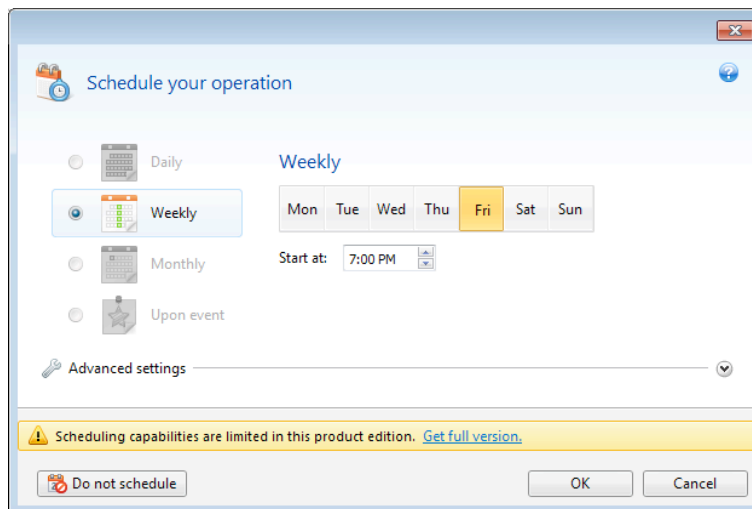 Schedule your operation
Daily
Weekly
Monthly
Upon event
Weekly
Mon Tue Wed Thu Fri Sat Sun
Start at: 7:00 PM
Advanced settings
Scheduling capabilities are limited in this product edition. Get full version.
Do not schedule OK Cancel